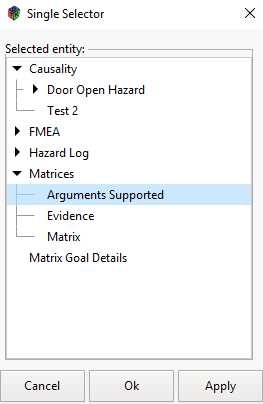 Single Selector
Selected entity:
Causality
Door Open Hazard
Test 2
FMEA
Hazard Log
Matrices
Arguments Supported
Evidence
Matrix
Matrix Goal Details
Cancel
Ok
Apply